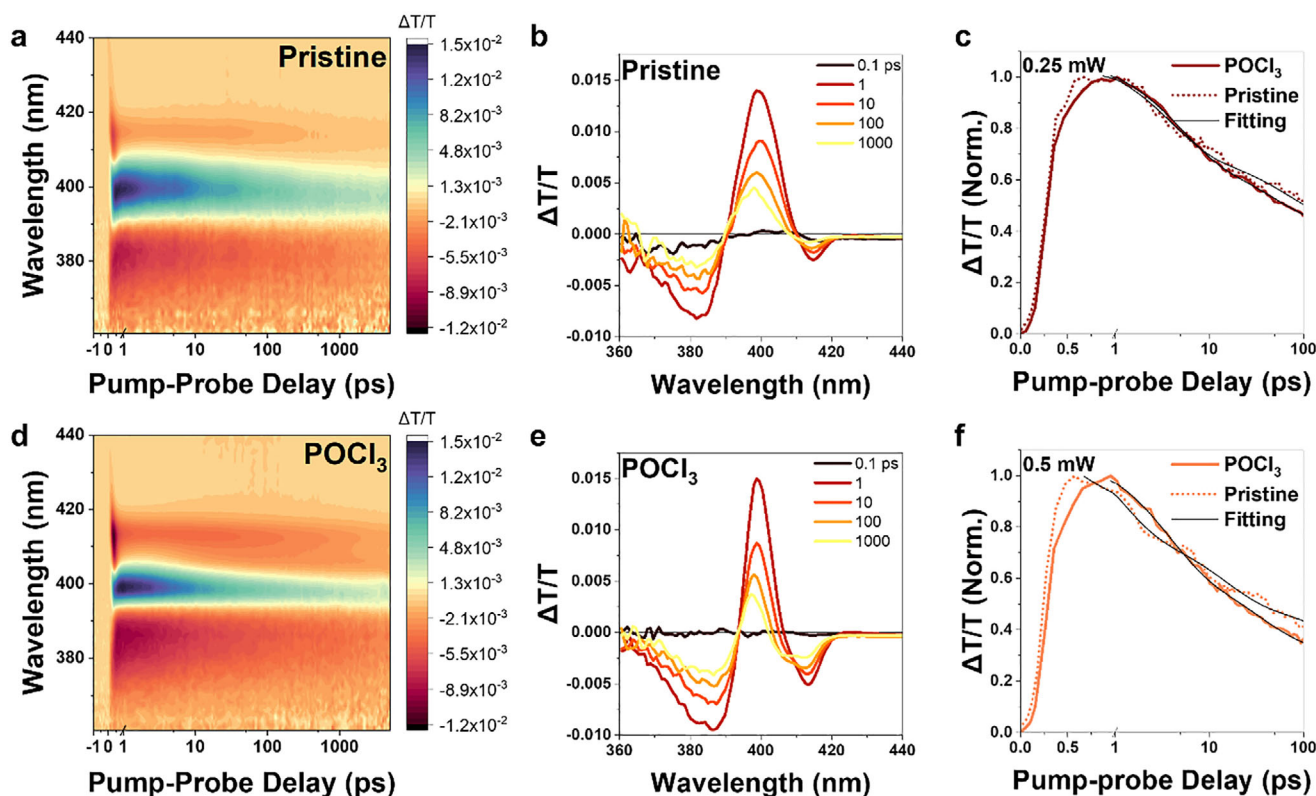 a
Pristine
Wavelength (nm)
440
420
400
380
-1 0 1 10 100 1000
Pump-Probe Delay (ps)
ΔT/T
1.5x10⁻²
1.2x10⁻²
8.2x10⁻³
4.8x10⁻³
1.3x10⁻³
-2.1x10⁻³
-5.5x10⁻³
-8.9x10⁻³
-1.2x10⁻²
b
Pristine
0.1 ps
1
10
100
1000
ΔT/T
0.015
0.010
0.005
0.000
-0.005
-0.010
360 380 400 420 440
Wavelength (nm)
c
0.25 mW
POCl₃
Pristine
Fitting
ΔT/T (Norm.)
1.0
0.8
0.6
0.4
0.2
0.0
0.0 0.5 1 10 100
Pump-probe Delay (ps)
d
POCl₃
Wavelength (nm)
440
420
400
380
-1 0 1 10 100 1000
Pump-Probe Delay (ps)
ΔT/T
1.5x10⁻²
1.2x10⁻²
8.2x10⁻³
4.8x10⁻³
1.3x10⁻³
-2.1x10⁻³
-5.5x10⁻³
-8.9x10⁻³
-1.2x10⁻²
e
POCl₃
0.1 ps
1
10
100
1000
ΔT/T
0.015
0.010
0.005
0.000
-0.005
-0.010
360 380 400 420 440
Wavelength (nm)
f
0.5 mW
POCl₃
Pristine
Fitting
ΔT/T (Norm.)
1.0
0.8
0.6
0.4
0.2
0.0
0.0 0.5 1 10 100
Pump-probe Delay (ps)